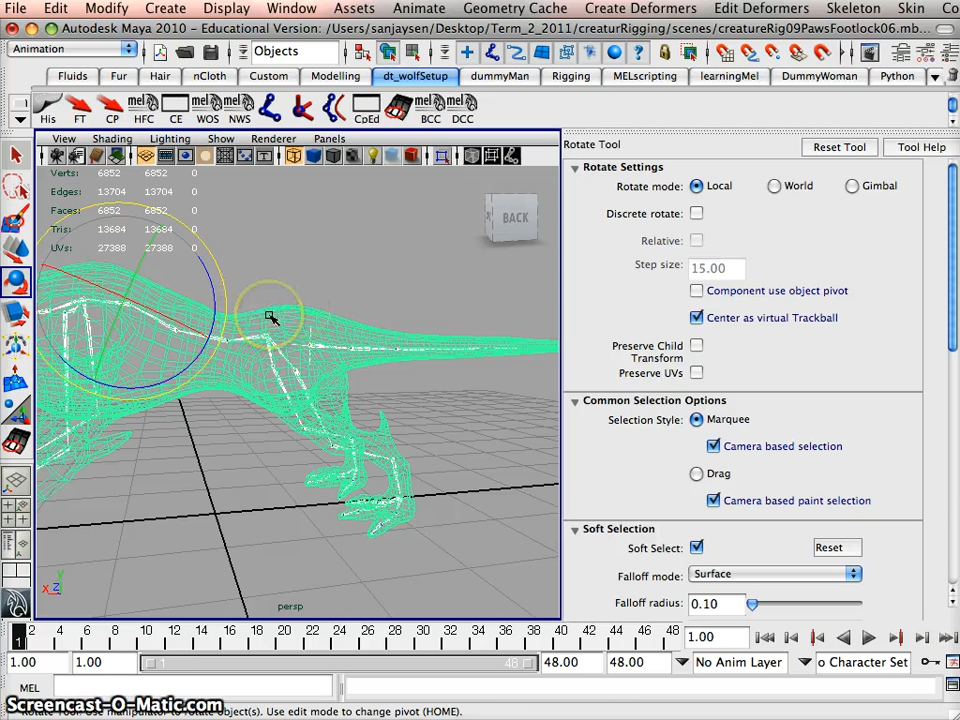 File Edit Modify Create Display Window Assets Animate Geometry Cache Create Deformers Edit Deformers Skeleton Skin Co
Autodesk Maya 10 - Educational Version: /Users/sanjaysen/Desktop/Term_2_2011/creaturRigging/scenes/creatureRig09PawsFootlock06.mb...
Animation Objects
Fluids Fur Hair nCloth Custom Modelling dt_wolfSetup dummyMan Rigging MELscripting learningMel DummyWoman Python
mel mel mel mel mel
His FT CP HFC CE WOS NWS CpEd BCC DCC
View Shading Lighting Show Renderer Panels
Rotate Tool Reset Tool Tool Help
Verts: 6852 6852 0
Edges: 13704 13704 0
Faces: 6852 6852 0
Tris: 13684 13684 0
UVs: 27388 27388 0
BACK
Rotate Settings
Rotate mode: Local World Gimbal
Discrete rotate:
Relative:
Step size: 15.00
Component use object pivot
Center as virtual Trackball
Preserve Child
Transform
Preserve UVs
Common Selection Options
Selection Style: Marquee
Camera based selection
Drag
Camera based paint selection
Soft Selection
Soft Select: Reset
Falloff mode: Surface
Falloff radius: 0.10
y
x z
persp
2 4 6 8 10 12 14 16 18 20 22 24 26 28 30 32 34 36 38 40 42 44 46 48 1.00
1.00 1.00 1 48 48.00 48.00 No Anim Layer o Character Set
MEL
Screencast-O-Matic.com
Rotate Tool: Use manipulator to rotate object(s). Use edit mode to change pivot (HOME).